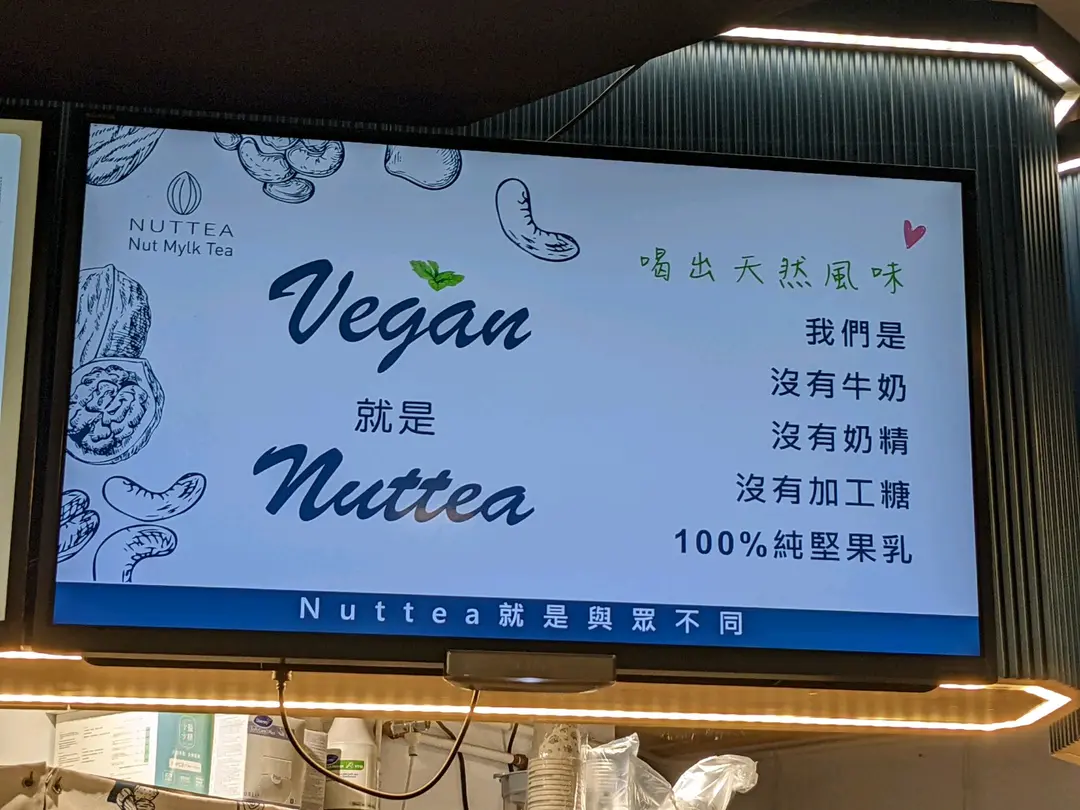 NUTTEA
Nut Mylk Tea
Vegan
就是
Nuttea
喝出天然風味
我們是
沒有牛奶
沒有奶精
沒有加工糖
100%純堅果乳
Nuttea就是與眾不同